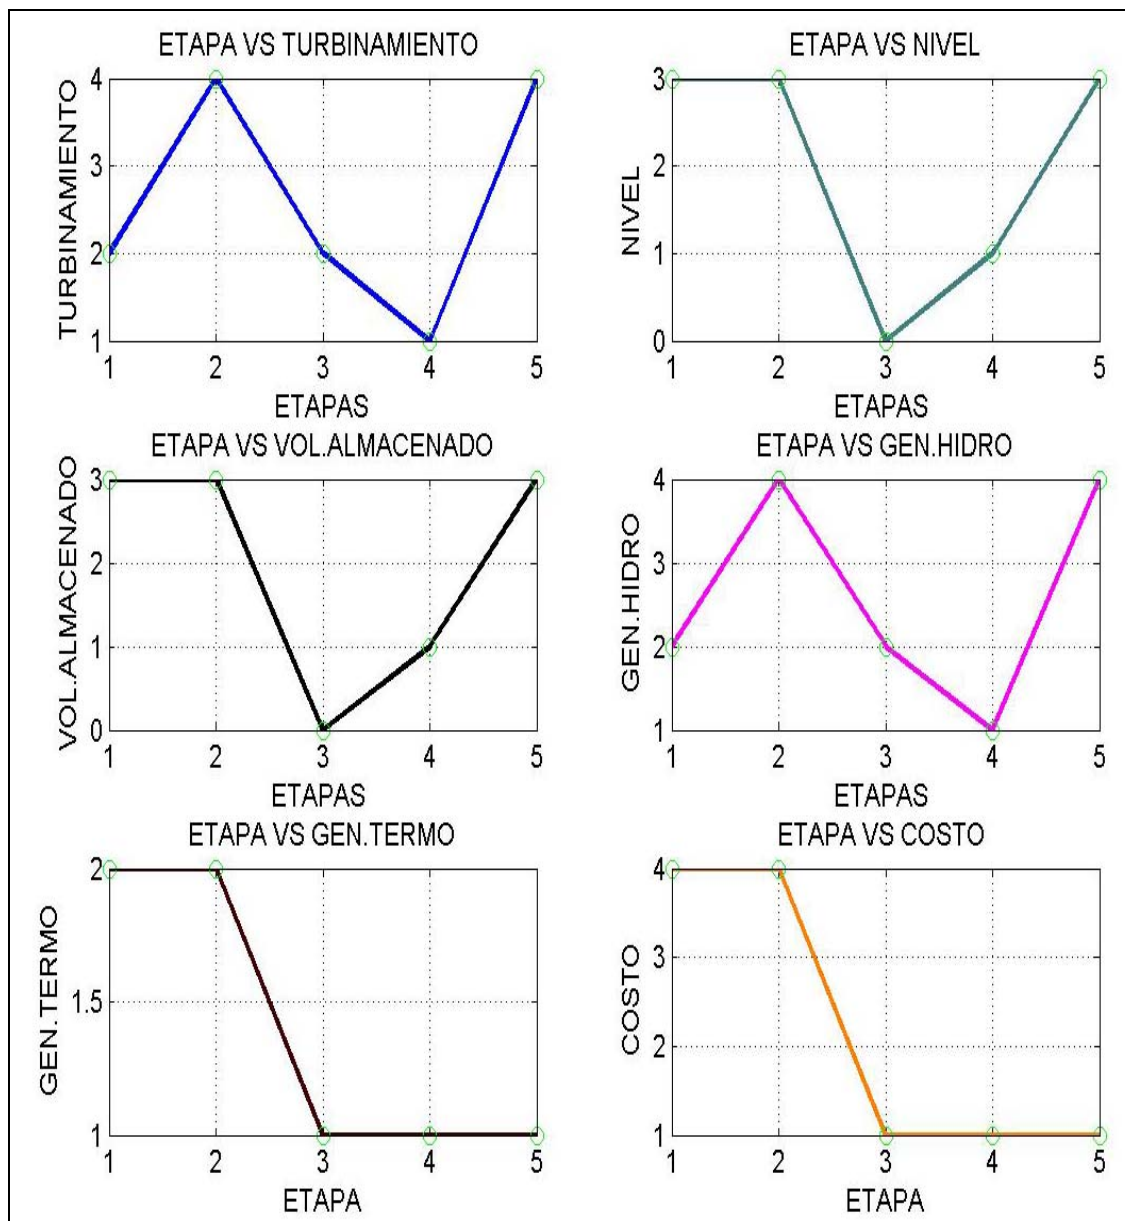 ETAPA VS TURBINAMIENTO
TURBINAMIENTO
4
3
2
1
1 2 3 4 5
ETAPAS
ETAPA VS NIVEL
NIVEL
3
2
1
0
1 2 3 4 5
ETAPAS
ETAPA VS VOL.ALMACENADO
VOL.ALMACENADO
3
2
1
0
1 2 3 4 5
ETAPAS
ETAPA VS GEN.HIDRO
GEN.HIDRO
4
3
2
1
1 2 3 4 5
ETAPAS
ETAPA VS GEN.TERMO
GEN.TERMO
2
1.5
1
1 2 3 4 5
ETAPA
ETAPA VS COSTO
COSTO
4
3
2
1
1 2 3 4 5
ETAPA